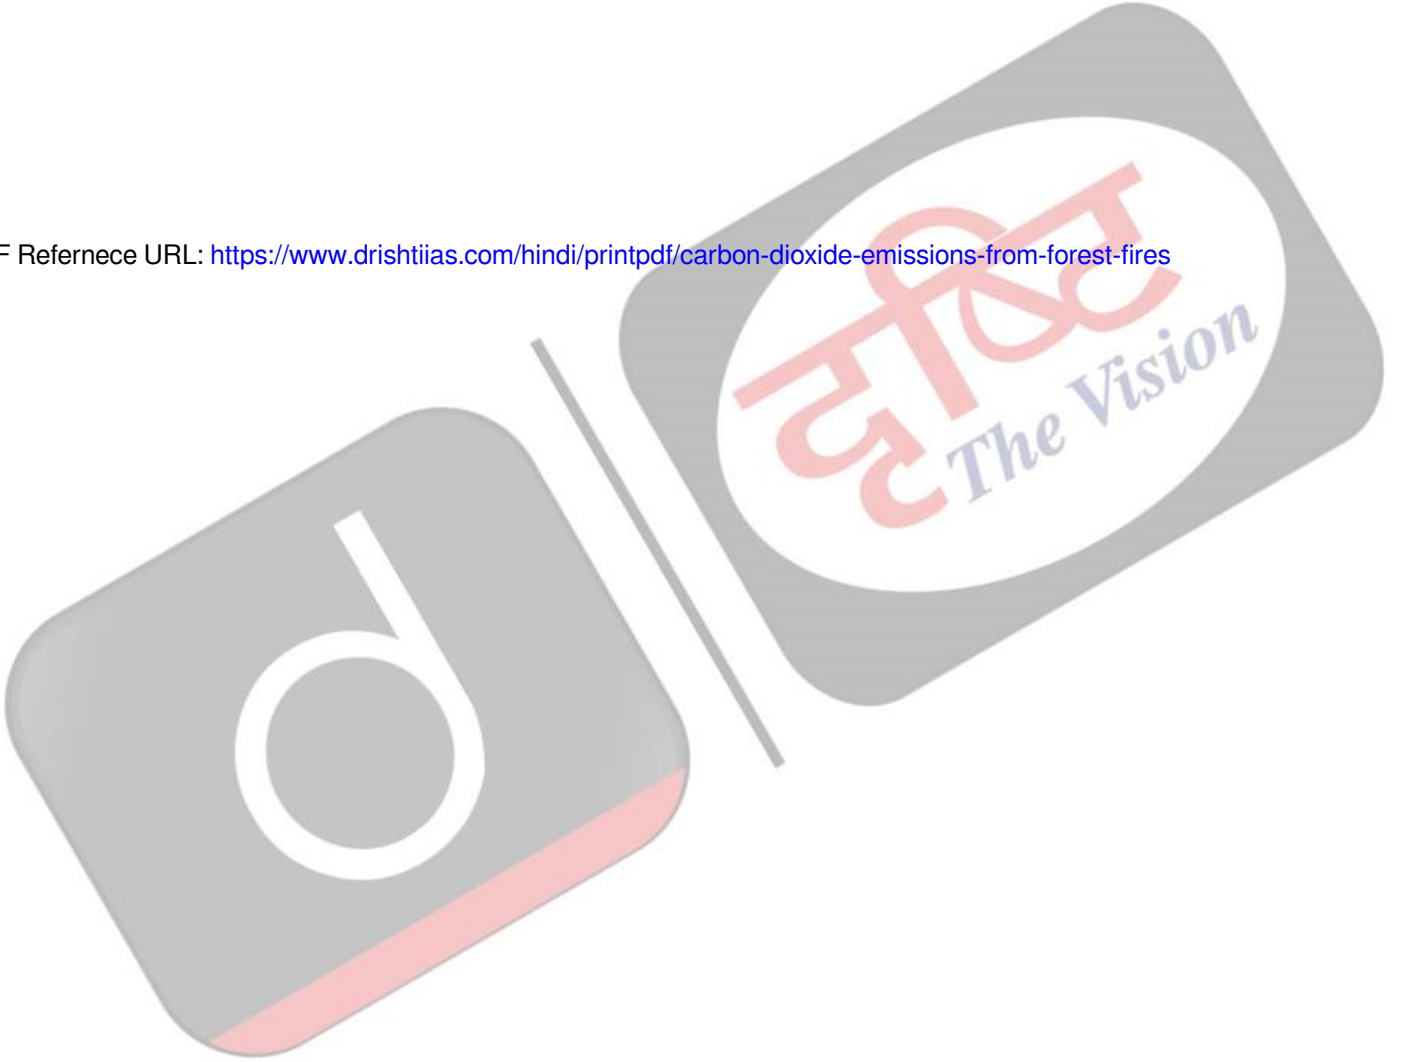 F Refernece URL: https://www.drishtiias.com/hindi/printpdf/carbon-dioxide-emissions-from-forest-fires
दृष्टि
The Vision
d